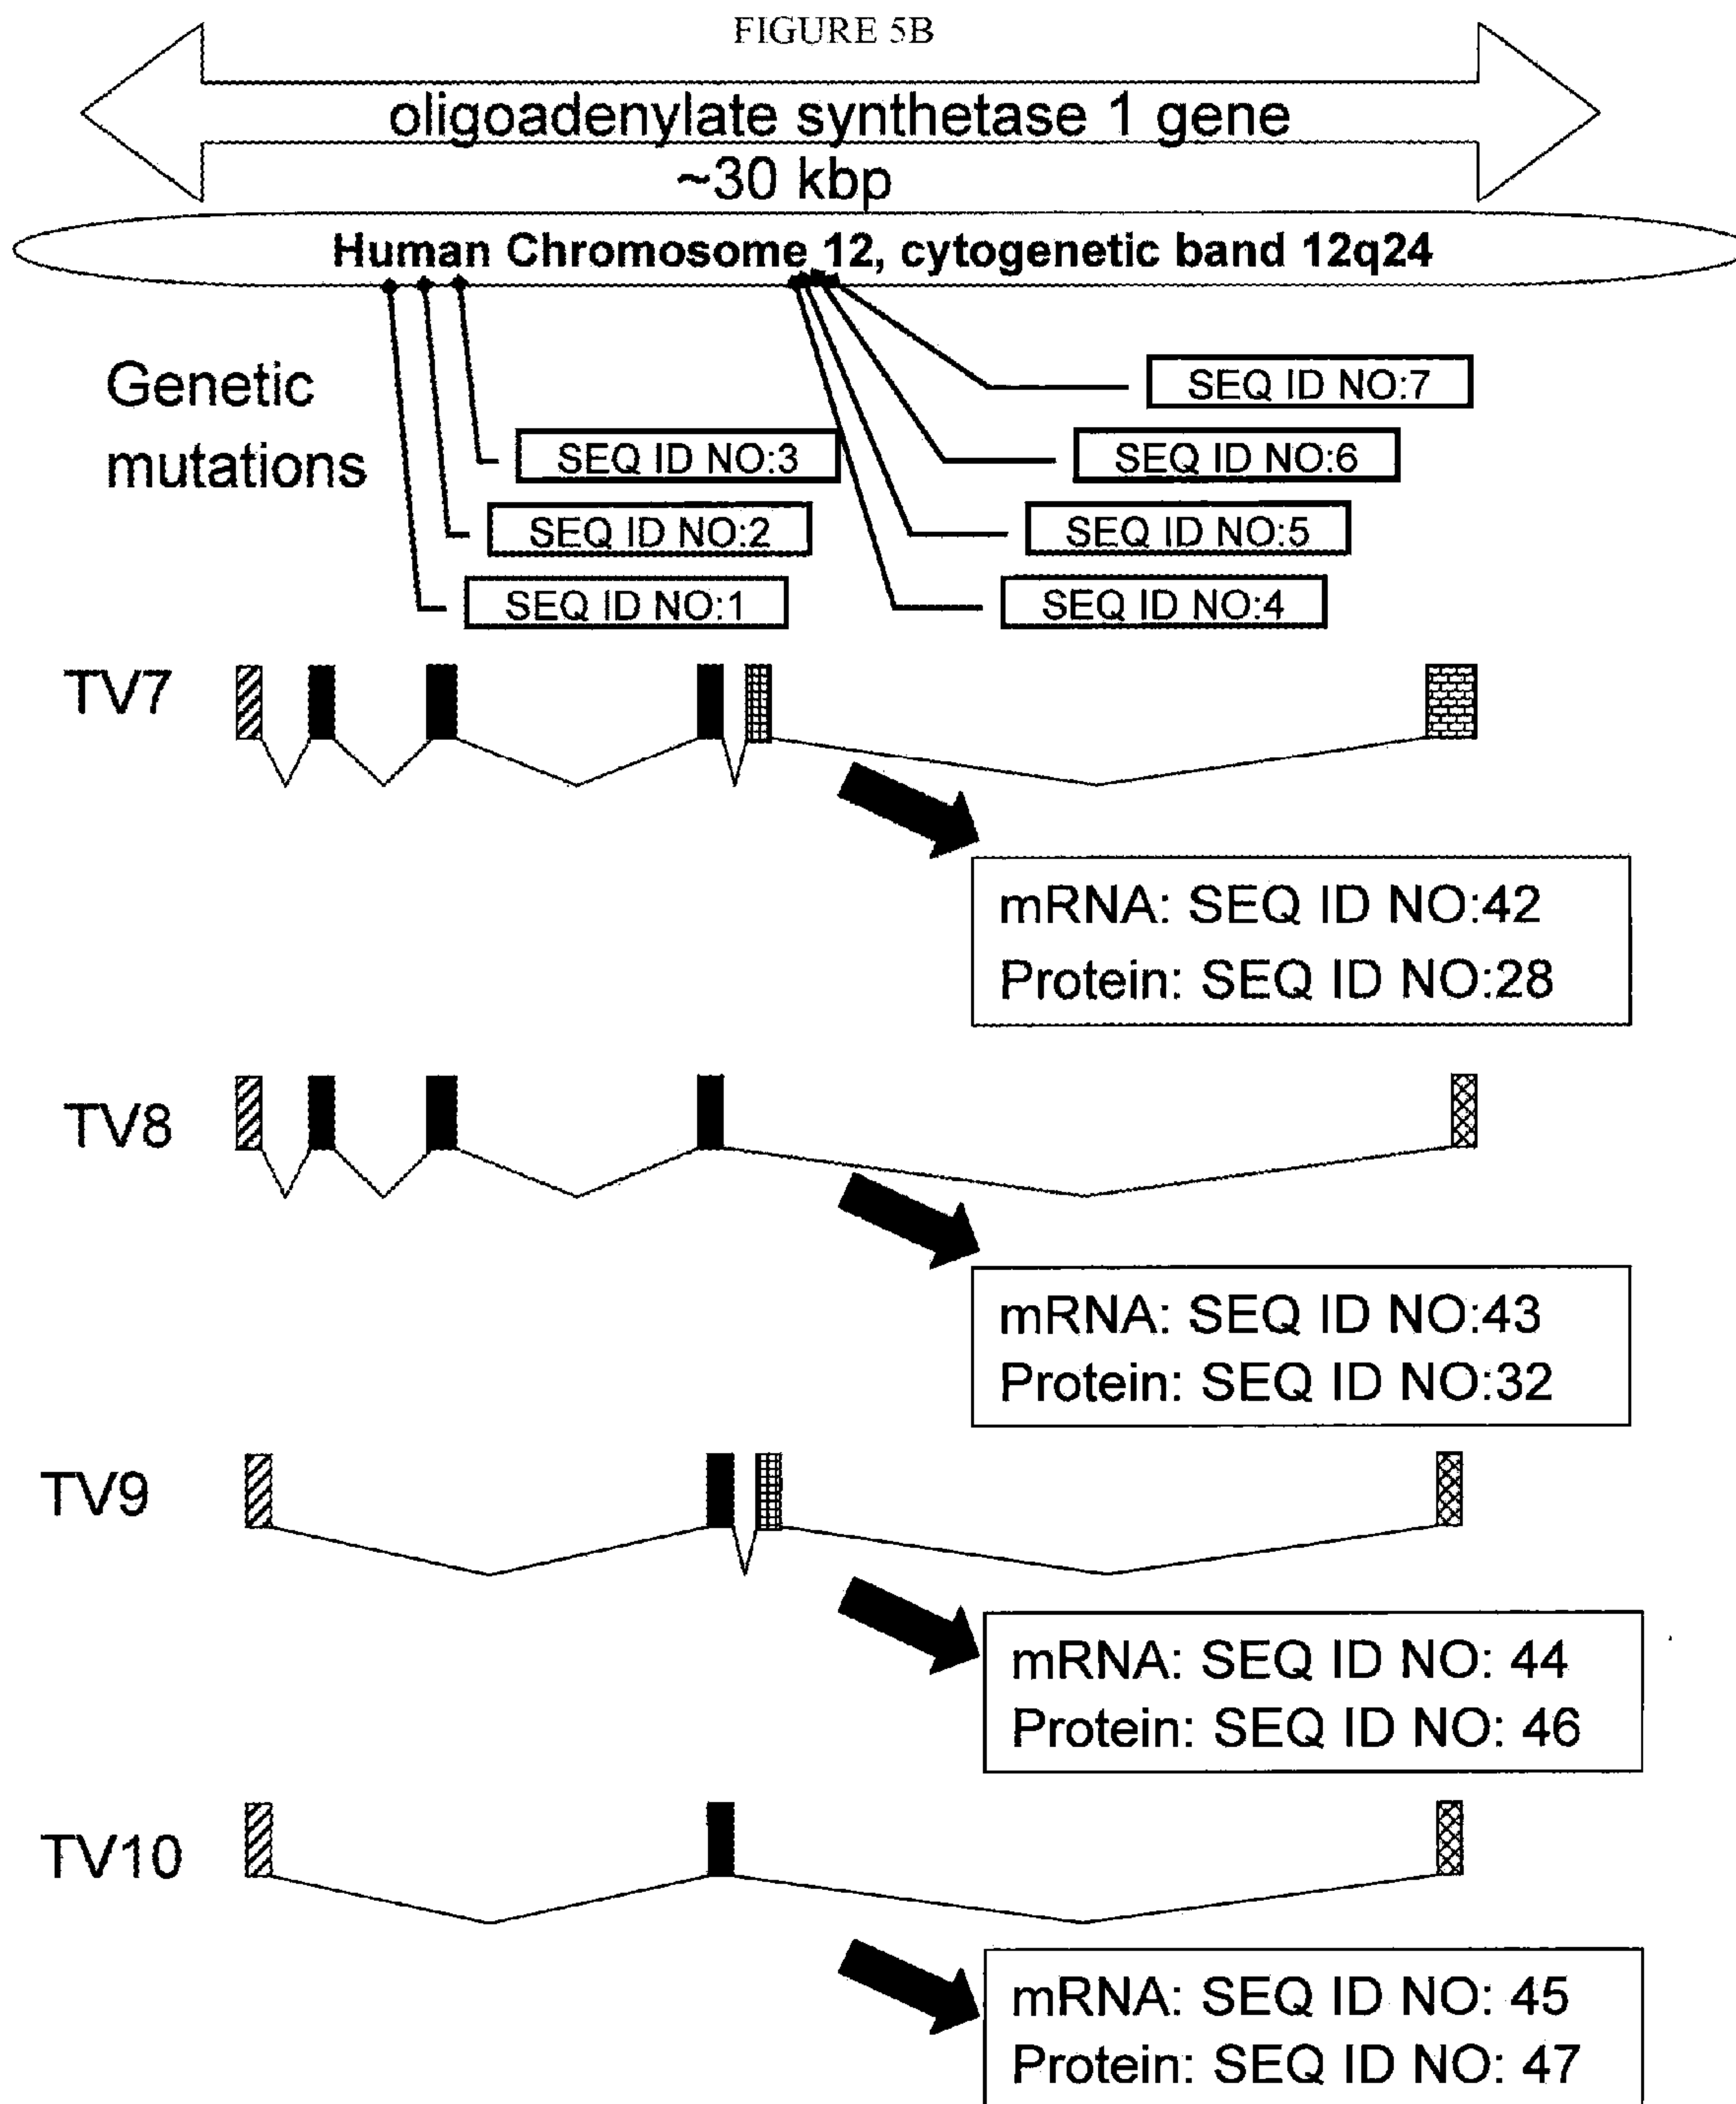 FIGURE 5B
oligoadenylate synthetase 1 gene
~30 kbp
Human Chromosome 12, cytogenetic band 12q24
Genetic
mutations
SEQ ID NO:7
SEQ ID NO:3
SEQ ID NO:6
SEQ ID NO:2
SEQ ID NO:5
SEQ ID NO:1
SEQ ID NO:4
TV7
mRNA: SEQ ID NO:42
Protein: SEQ ID NO:28
TV8
mRNA: SEQ ID NO:43
Protein: SEQ ID NO:32
TV9
mRNA: SEQ ID NO: 44
Protein: SEQ ID NO: 46
TV10
mRNA: SEQ ID NO: 45
Protein: SEQ ID NO: 47